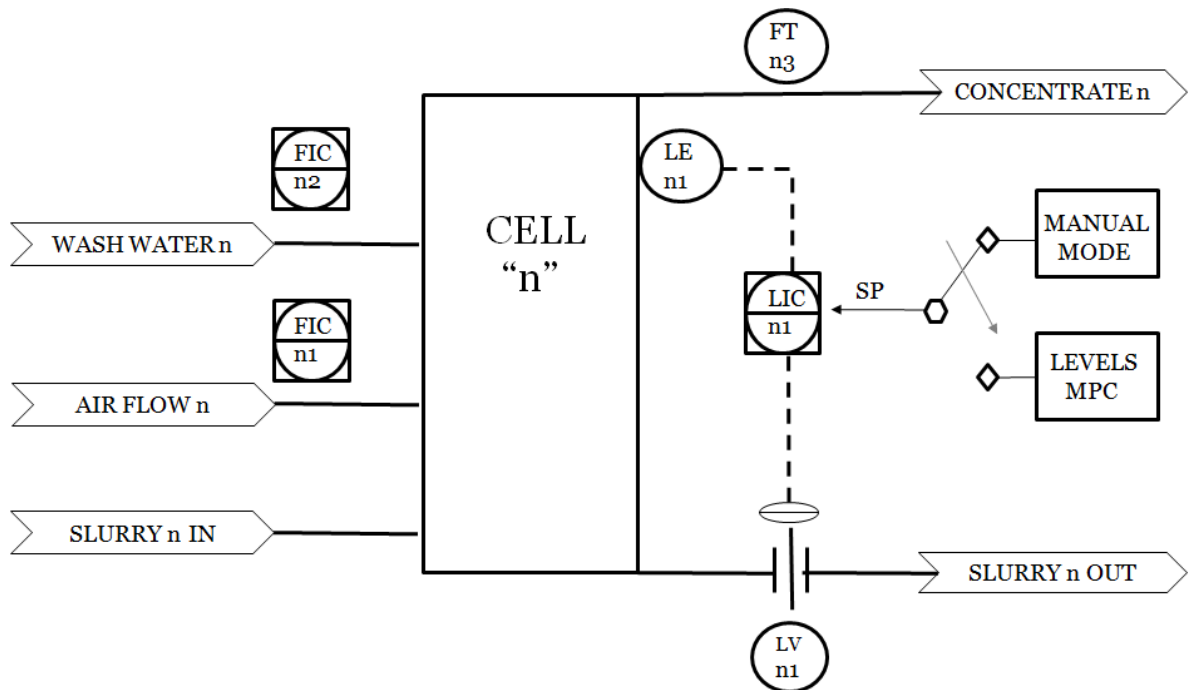 FT
n3
CONCENTRATE n
FIC
n2
LE
n1
WASH WATER n
CELL
“n”
MANUAL
MODE
FIC
n1
LIC
n1
SP
LEVELS
MPC
AIR FLOW n
SLURRY n IN
SLURRY n OUT
LV
n1